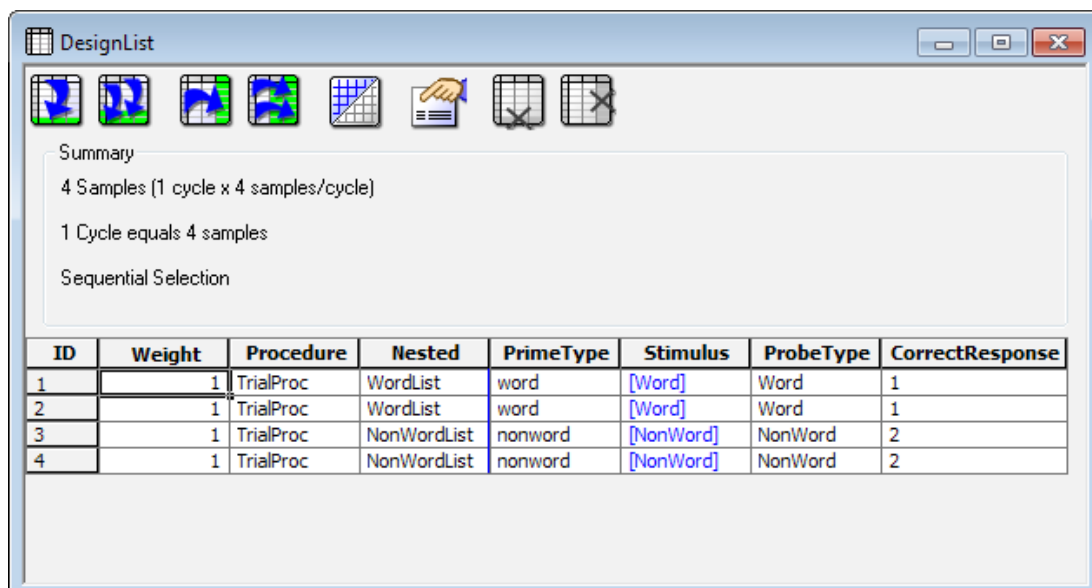 DesignList
Summary
4 Samples (1 cycle x 4 samples/cycle)
1 Cycle equals 4 samples
Sequential Selection
ID Weight Procedure Nested PrimeType Stimulus ProbeType CorrectResponse
1 1 TrialProc WordList word [Word] Word 1
2 1 TrialProc WordList word [Word] Word 1
3 1 TrialProc NonWordList nonword [NonWord] NonWord 2
4 1 TrialProc NonWordList nonword [NonWord] NonWord 2